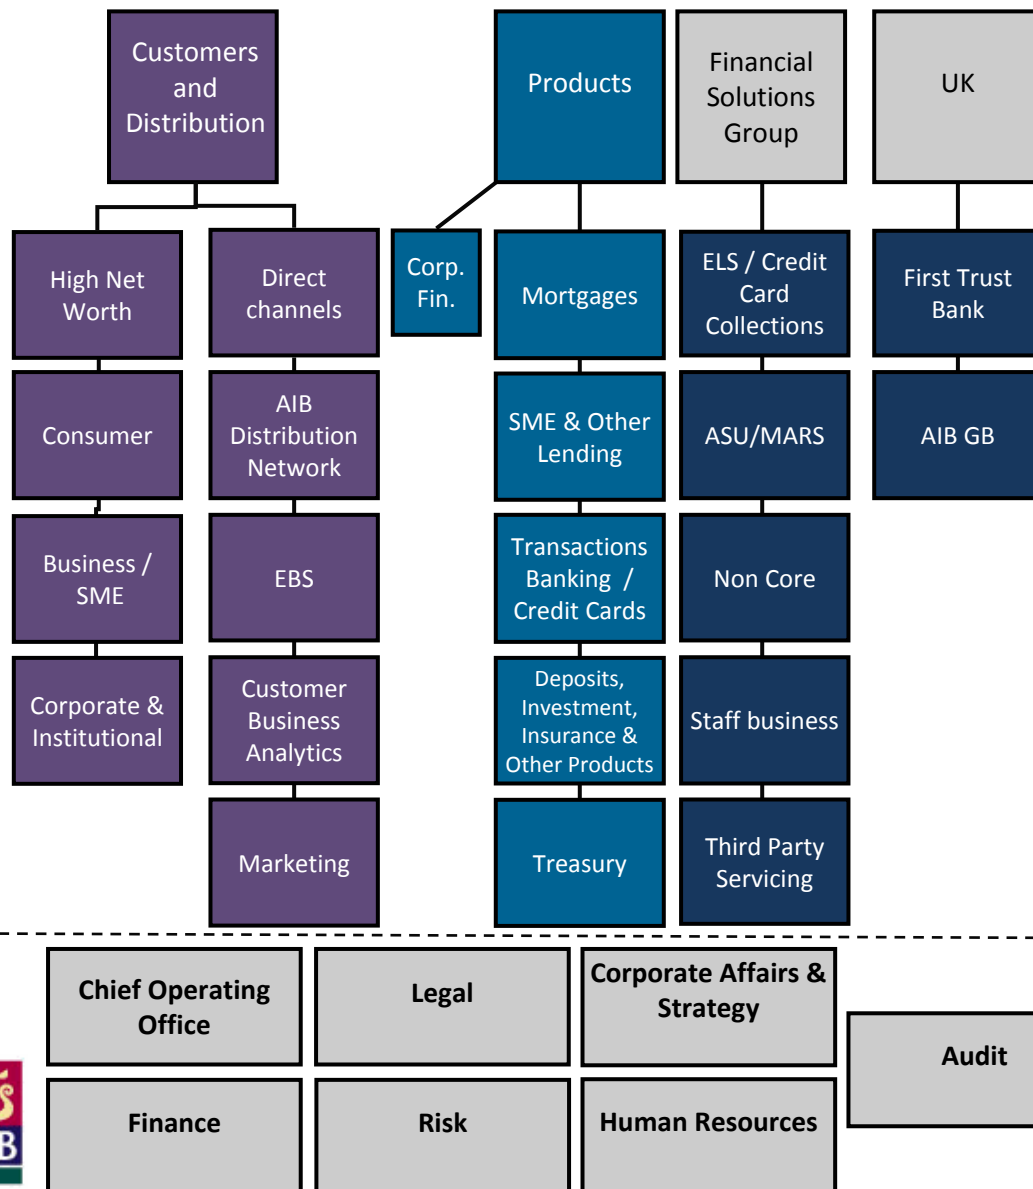 Customers
and
Distribution
Products
Financial
Solutions
Group
UK
High Net
Worth
Direct
channels
Corp.
Fin.
Mortgages
ELS / Credit
Card
Collections
First Trust
Bank
Consumer
AIB
Distribution
Network
SME & Other
Lending
ASU/MARS
AIB GB
Business /
SME
EBS
Transactions
Banking /
Credit Cards
Non Core
Corporate &
Institutional
Customer
Business
Analytics
Deposits,
Investment,
Insurance &
Other Products
Staff business
Marketing
Treasury
Third Party
Servicing
Chief Operating
Office
Legal
Corporate Affairs &
Strategy
Audit
Finance
Risk
Human Resources
B